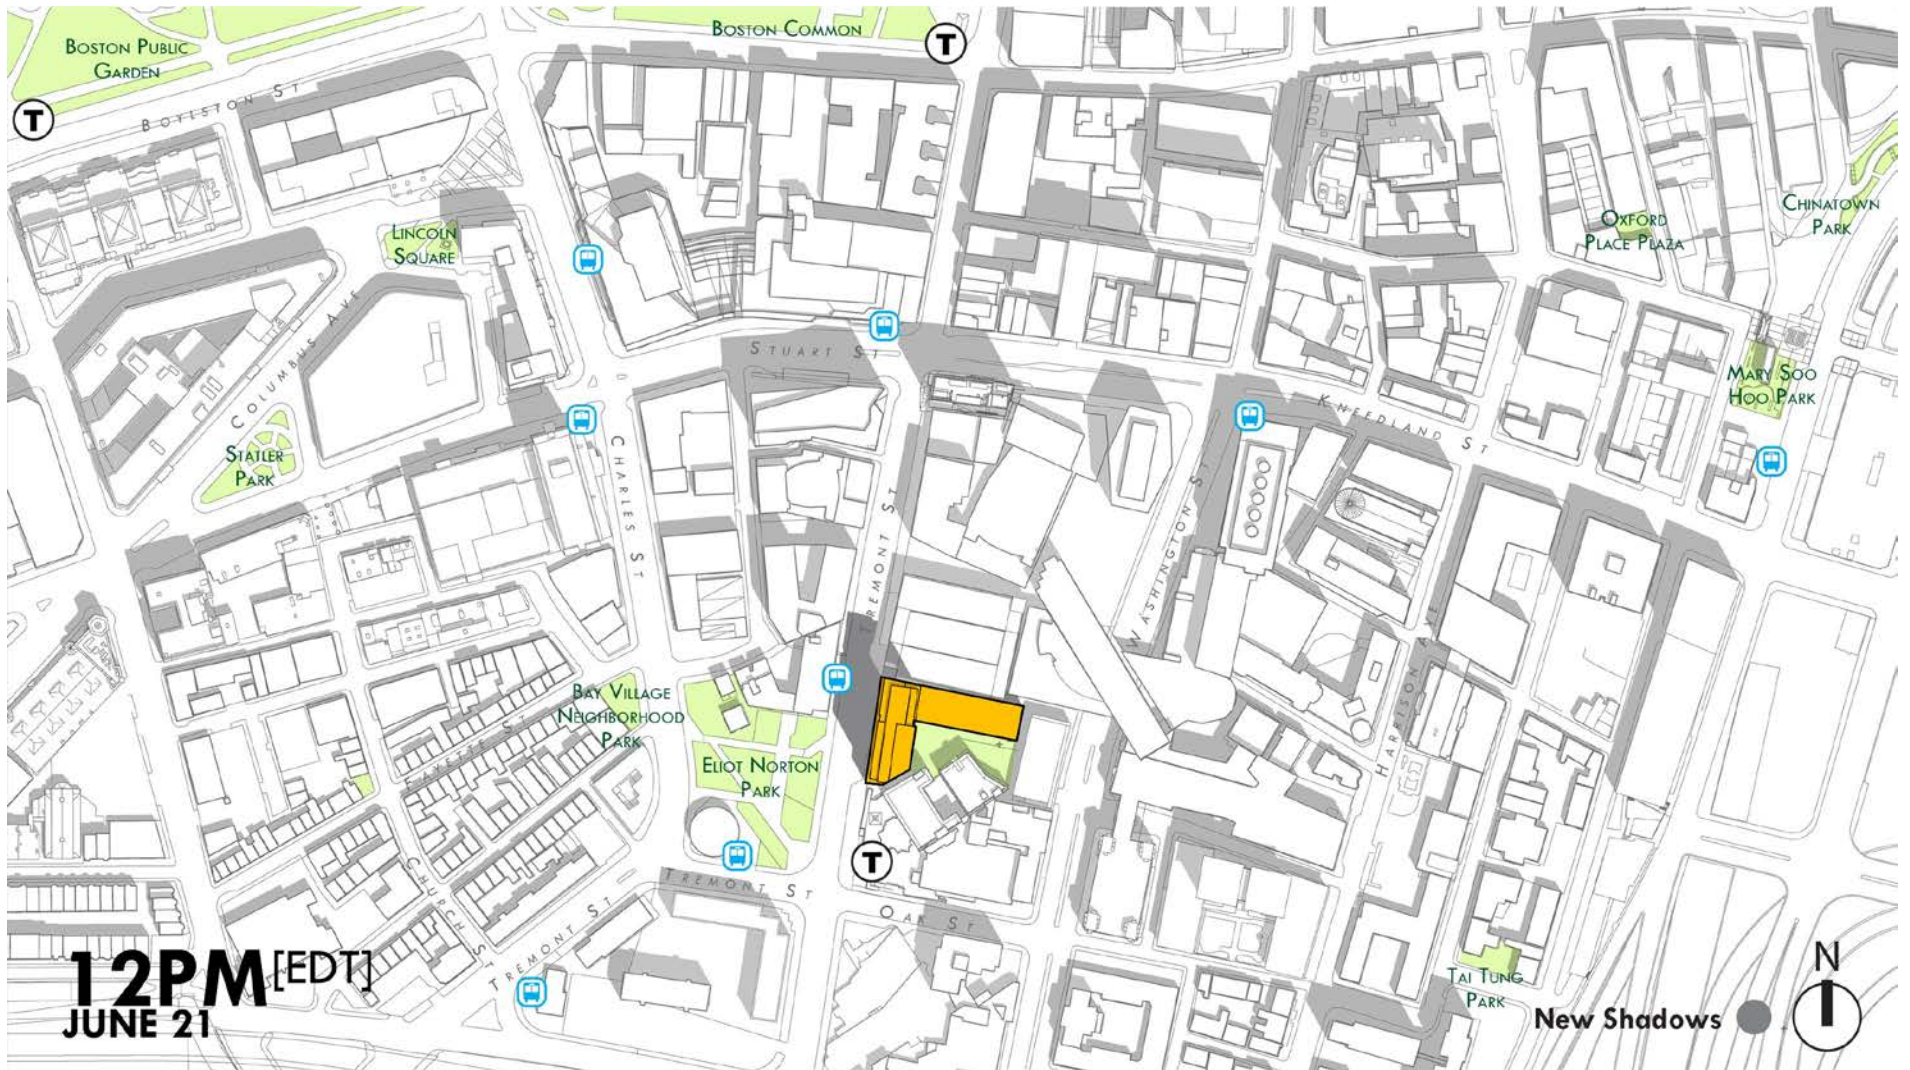 Boston Public
Garden
Boston Common
T
T
Boylston St
Lincoln
Square
Oxford
Place Plaza
Chinatown
Park
Columbus Ave
Stuart St
Mary Soo
Hoo Park
Kneedland St
Statler
Park
Charles St
Tremont St
Washington St
Harrison Ave
Bay Village
Neighborhood
Park
Fayette St
Eliot Norton
Park
T
Church St
Tremont St
Tremont St
Oak St
Tai Tung
Park
12PM[EDT]
JUNE 21
New Shadows
N